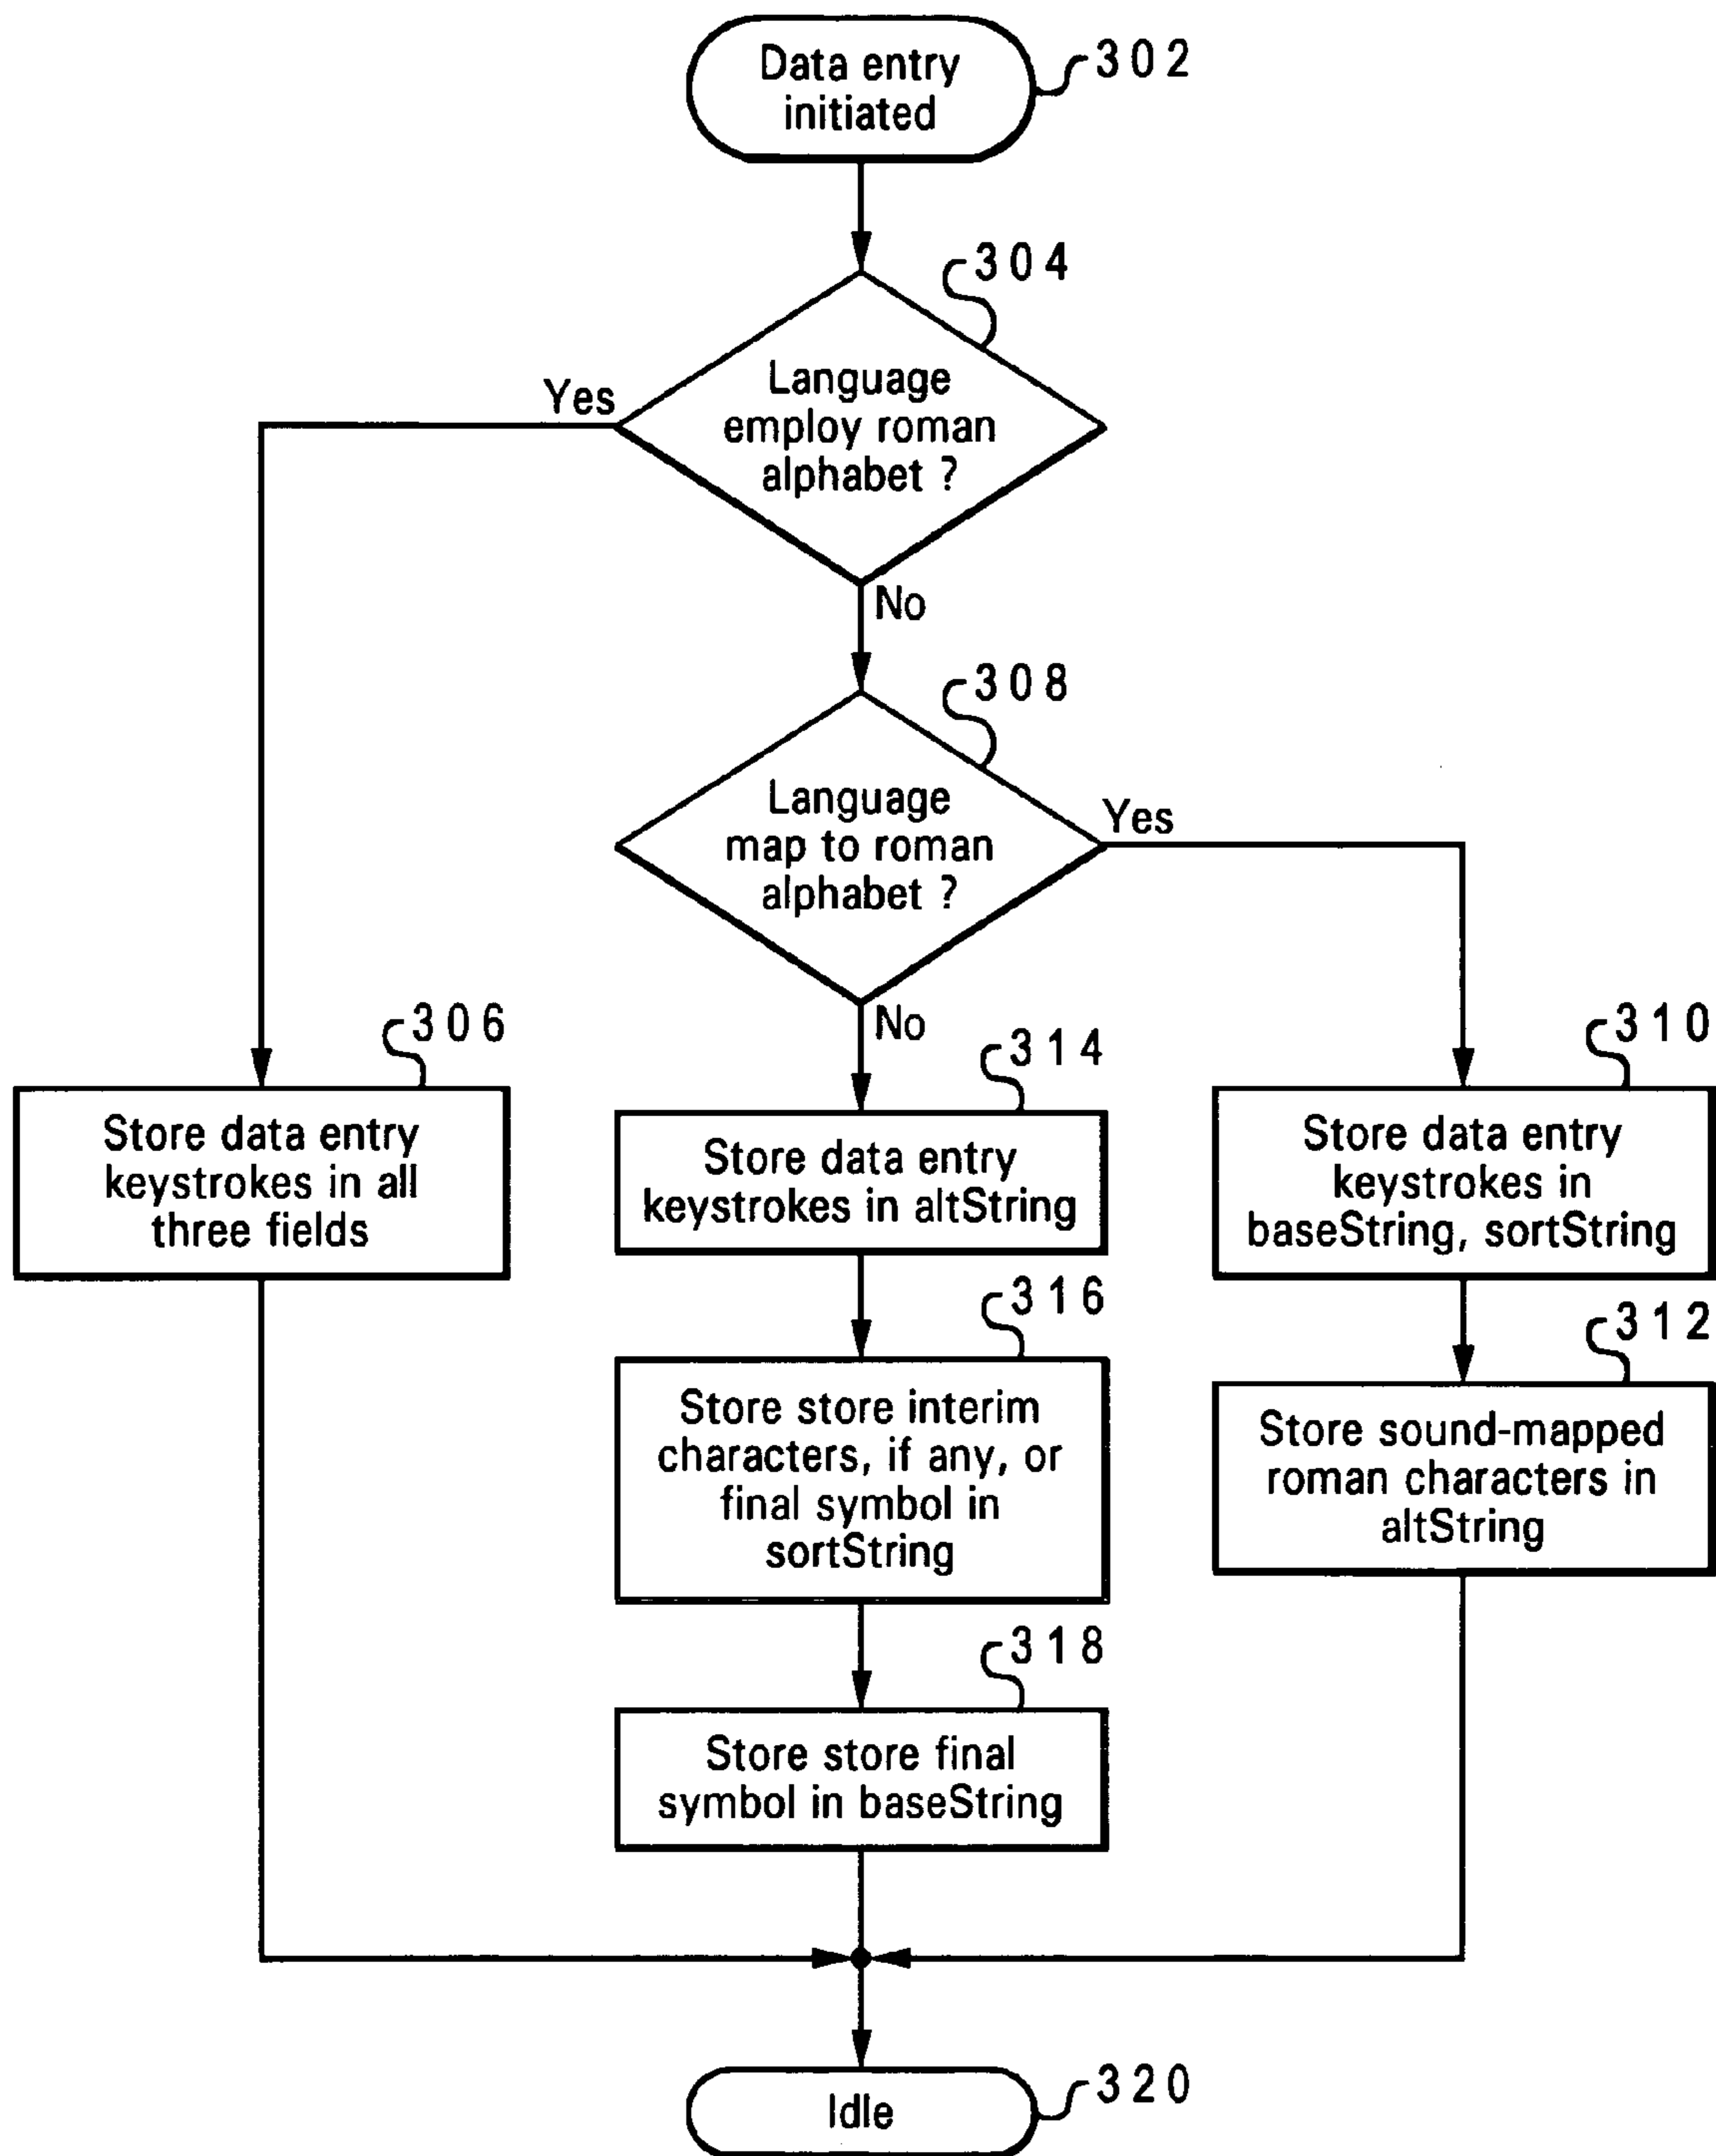 Data entry
initiated
302
304
Language
employ roman
alphabet ?
Yes
No
308
Language
map to roman
alphabet ?
Yes
No
306
Store data entry
keystrokes in all
three fields
314
Store data entry
keystrokes in altString
310
Store data entry
keystrokes in
baseString, sortString
316
Store store interim
characters, if any, or
final symbol in
sortString
312
Store sound-mapped
roman characters in
altString
318
Store store final
symbol in baseString
Idle
320